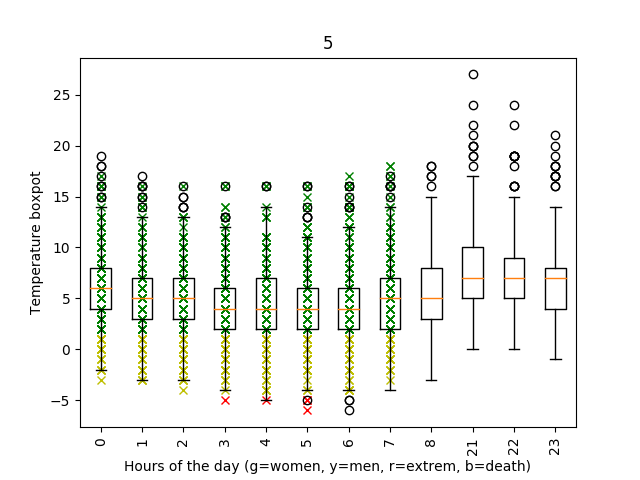 5
Temperature boxpot
25
20
15
10
5
0
−5
0 1 2 3 4 5 6 7 8 21 22 23
Hours of the day (g=women, y=men, r=extrem, b=death)